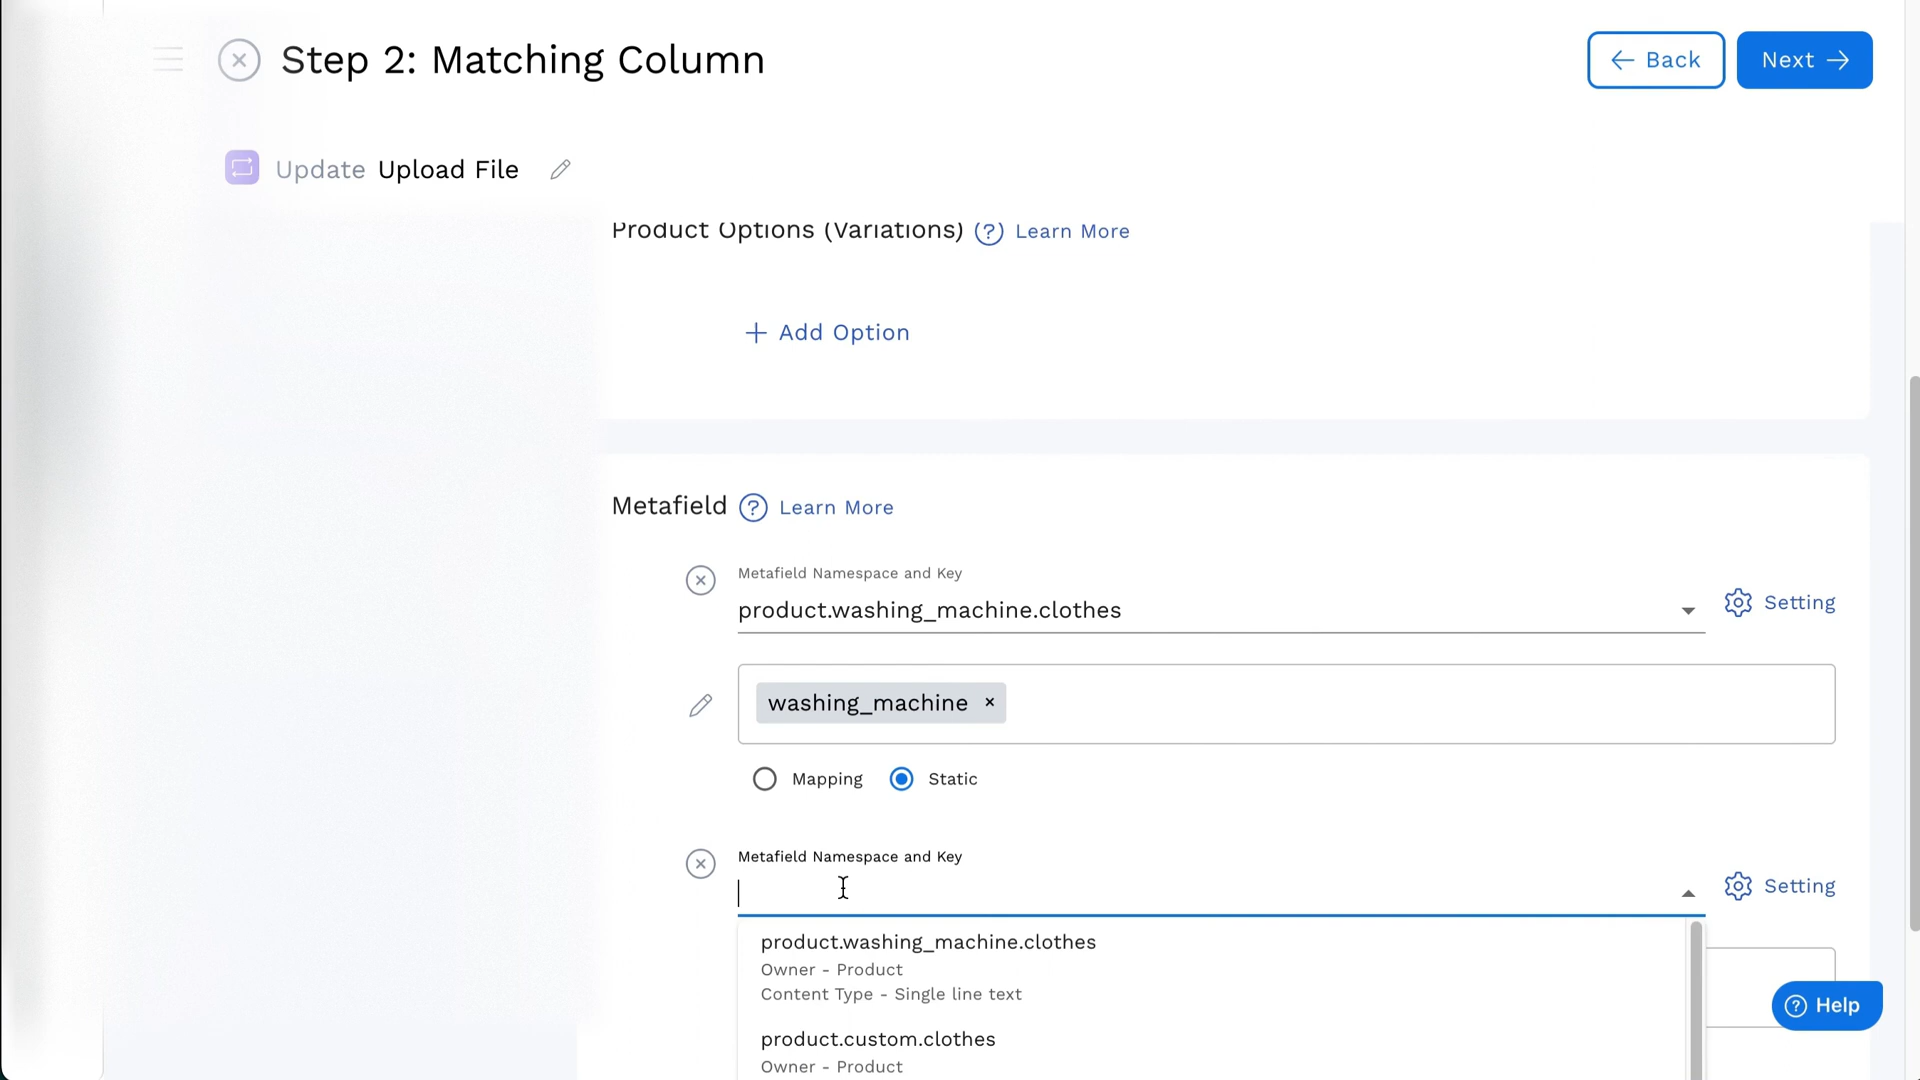 Step 2: Matching Column
Back
Next
Update Upload File
Product Options (Variations) ? Learn More
+ Add Option
Metafield ? Learn More
Metafield Namespace and Key
product.washing_machine.clothes
Setting
washing_machine ×
Mapping
Static
Metafield Namespace and Key
Setting
product.washing_machine.clothes
Owner - Product
Content Type - Single line text
? Help
product.custom.clothes
Owner - Product